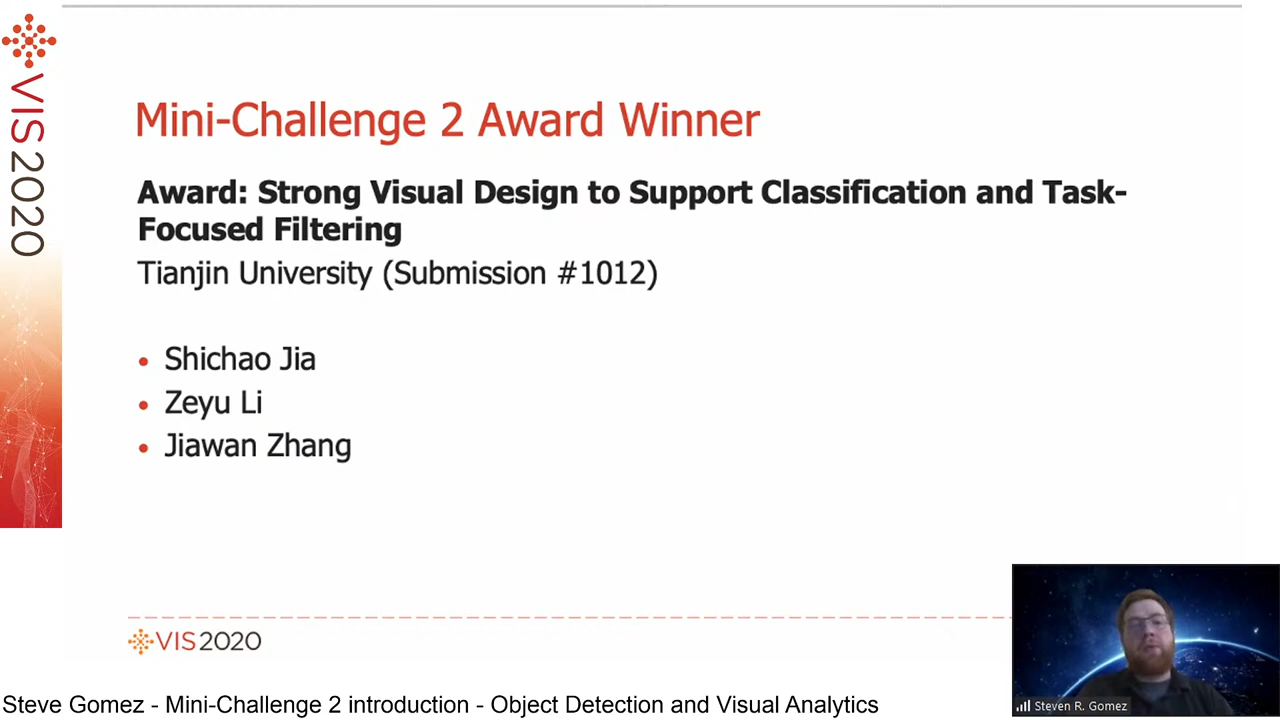 VIS2020
Mini-Challenge 2 Award Winner
Award: Strong Visual Design to Support Classification and Task-
Focused Filtering
Tianjin University (Submission #1012)
• Shichao Jia
• Zeyu Li
• Jiawan Zhang
VIS2020
Steven R. Gomez
Steve Gomez - Mini-Challenge 2 introduction - Object Detection and Visual Analytics